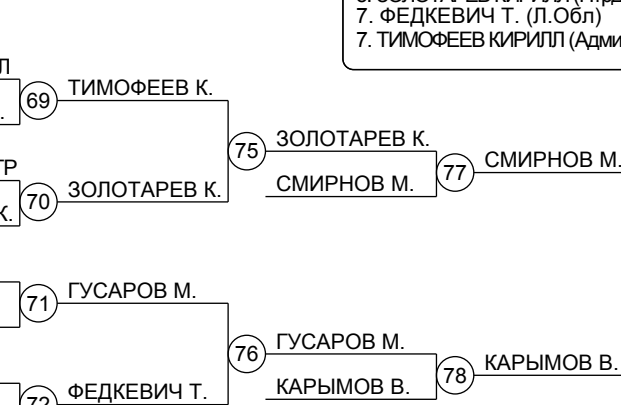 7. ФЕДКЕВИЧ Т. (Л.Обл)
7. ТИМОФЕЕВ КИРИЛЛ (Адми
69 ТИМОФЕЕВ К.
75 ЗОЛОТАРЕВ К.
77 СМИРНОВ М.
СМИРНОВ М.
70 ЗОЛОТАРЕВ К.
К.
71 ГУСАРОВ М.
76 ГУСАРОВ М.
78 КАРЫМОВ В.
КАРЫМОВ В.
72 ФЕДКЕВИЧ Т.